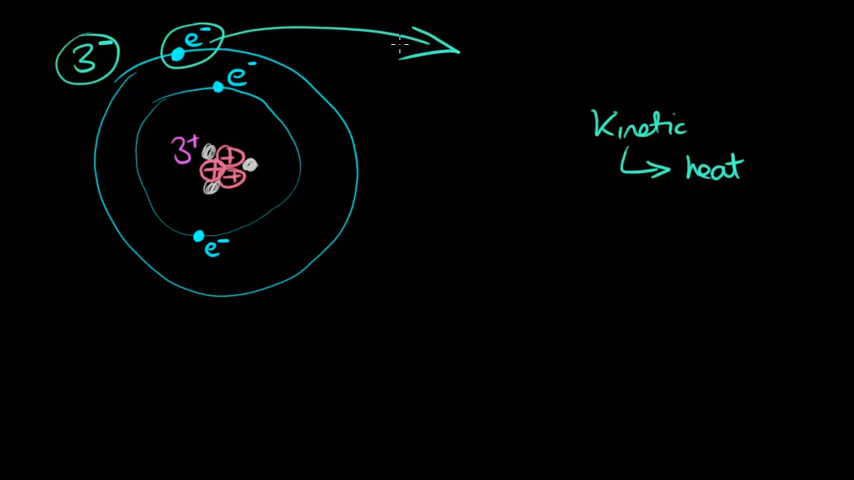 3⁻
e⁻
e⁻
3⁺
+
+ +
e⁻
Kinetic
heat